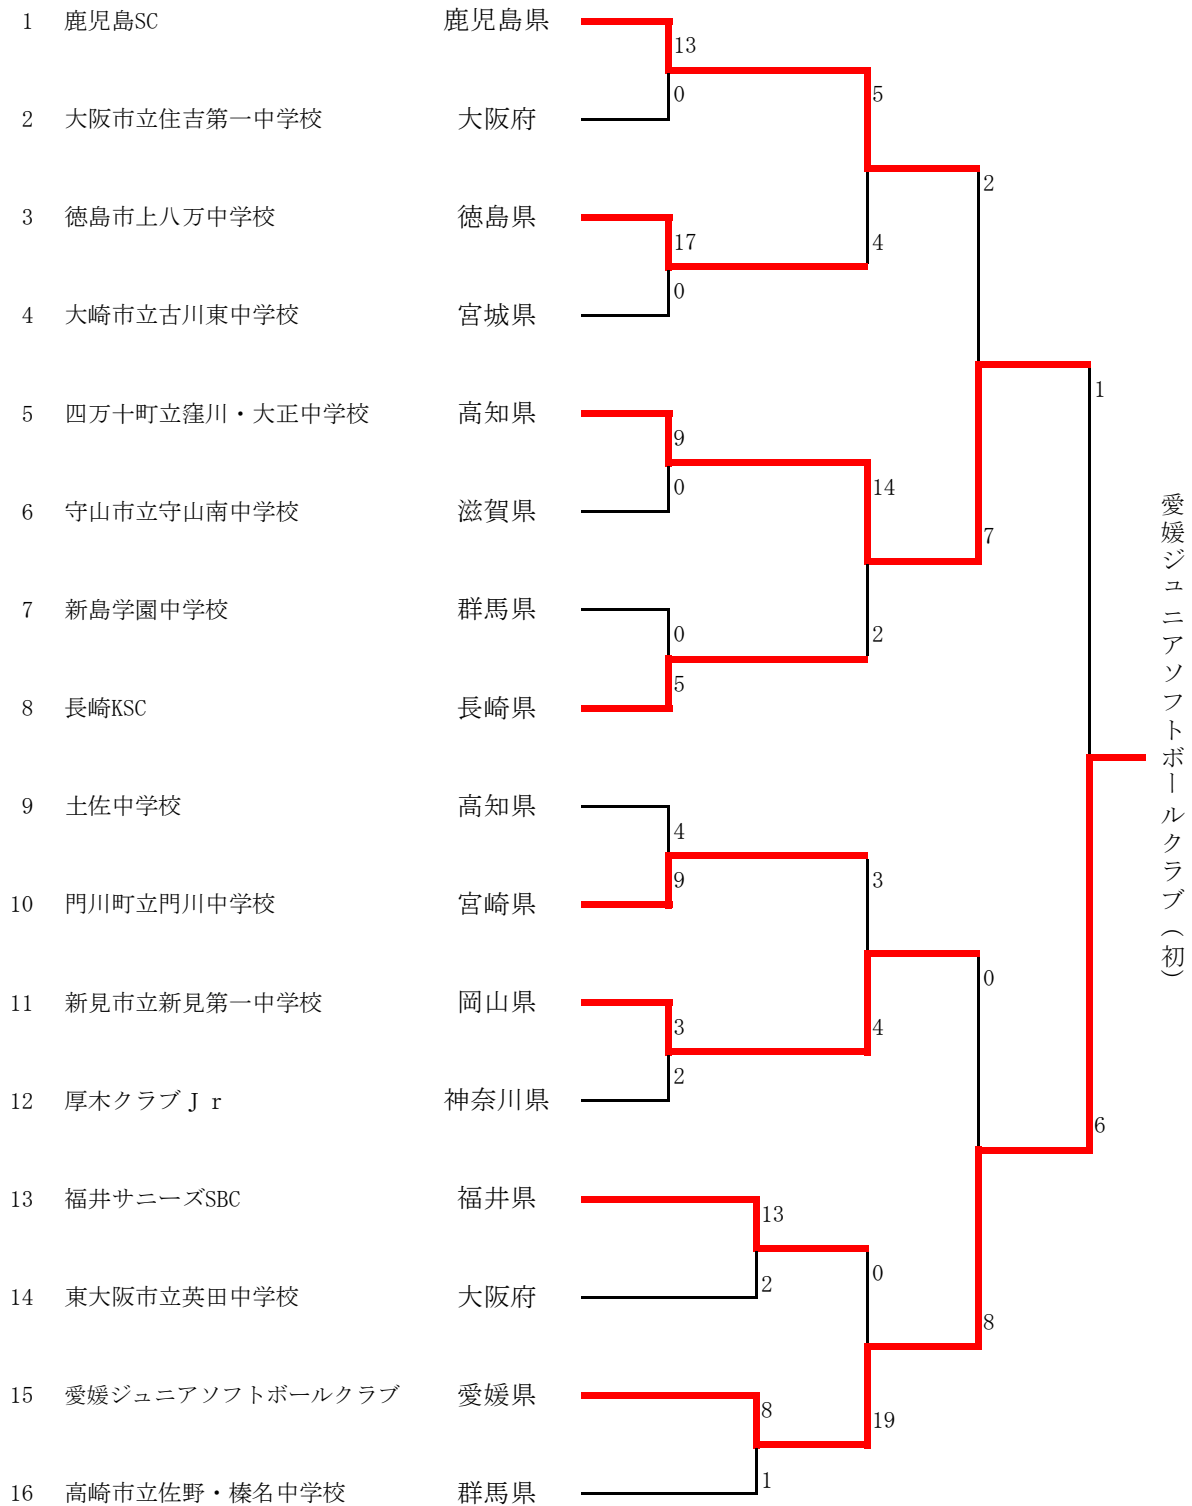 1 鹿児島SC 鹿児島県
13
0
5
2 大阪市立住吉第一中学校 大阪府
2
3 徳島市上八万中学校 徳島県
17
4
0
4 大崎市立古川東中学校 宮城県
1
5 四万十町立窪川・大正中学校 高知県
9
0
14
6 守山市立守山南中学校 滋賀県
7
7 新島学園中学校 群馬県
0
2
5
8 長崎KSC 長崎県
愛媛ジュニアソフトボールクラブ(初)
9 土佐中学校 高知県
4
9
3
10 門川町立門川中学校 宮崎県
0
11 新見市立新見第一中学校 岡山県
3
4
2
12 厚木クラブJr 神奈川県
6
13 福井サニーズSBC 福井県
13
2
0
14 東大阪市立英田中学校 大阪府
8
15 愛媛ジュニアソフトボールクラブ 愛媛県
8
19
1
16 高崎市立佐野・榛名中学校 群馬県